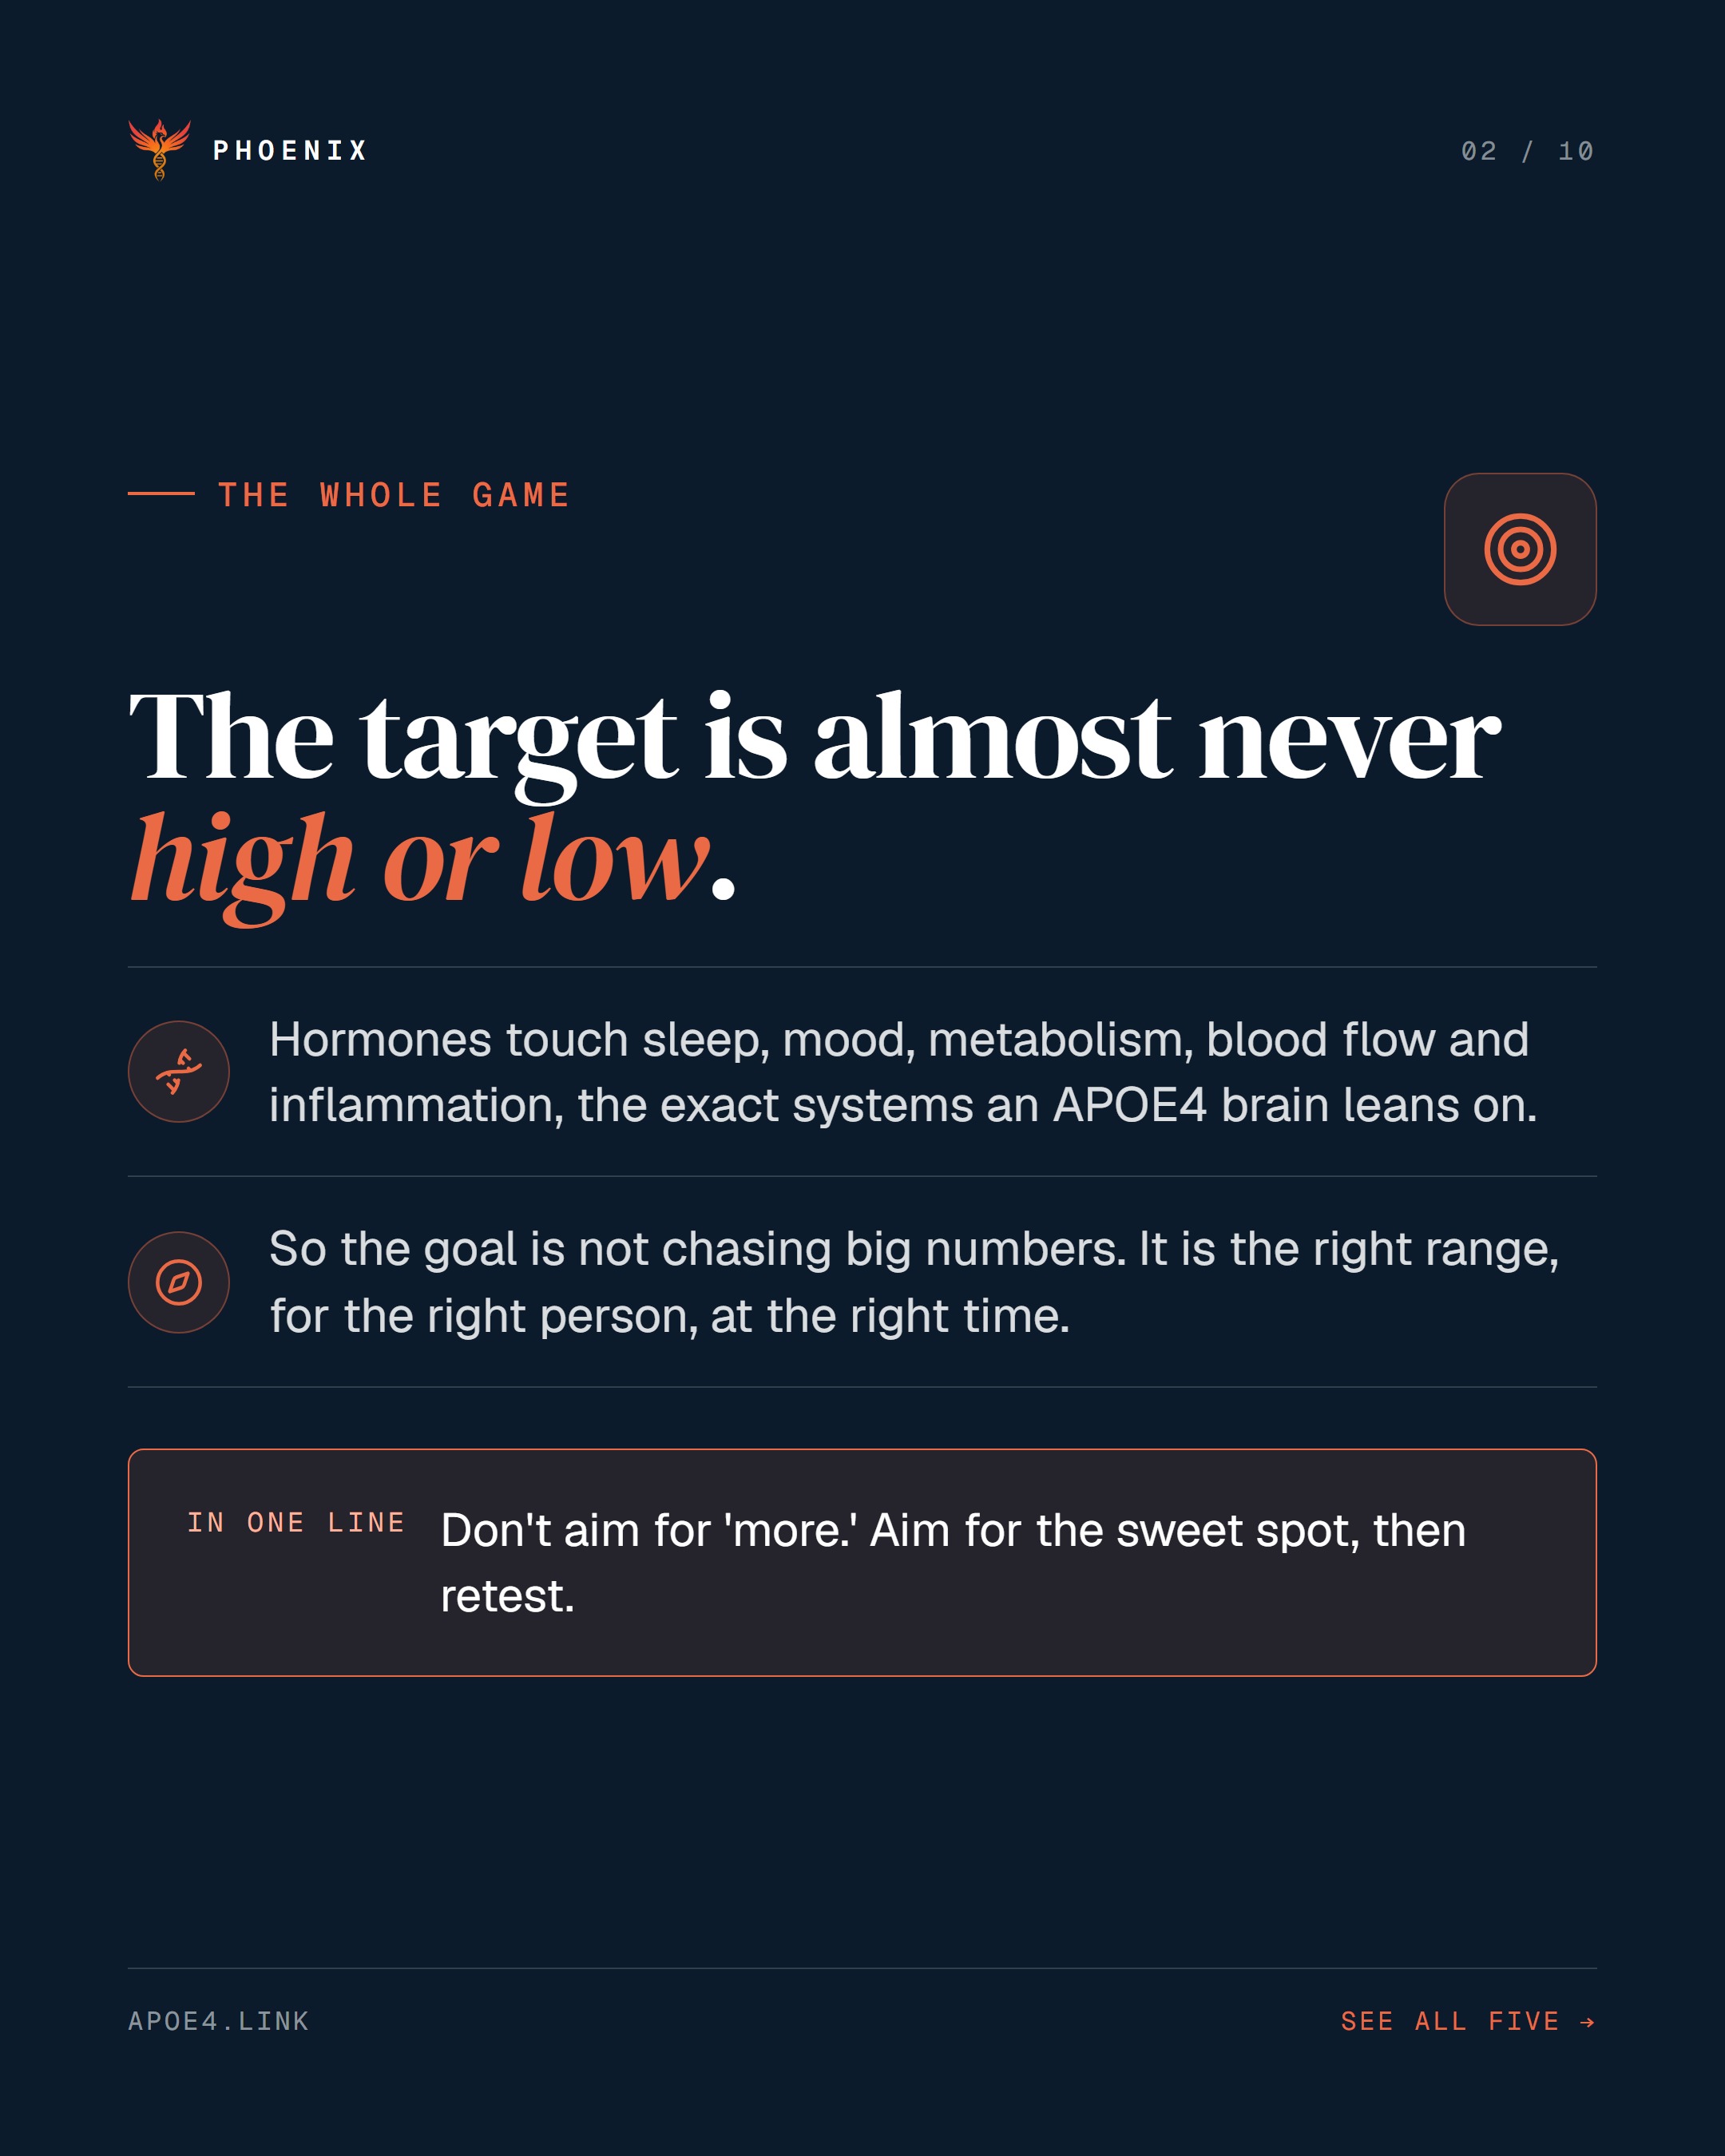 PHOENIX
02 / 10
THE WHOLE GAME
The target is almost never
high or low.
Hormones touch sleep, mood, metabolism, blood flow and
inflammation, the exact systems an APOE4 brain leans on.
So the goal is not chasing big numbers. It is the right range,
for the right person, at the right time.
IN ONE LINE
Don't aim for 'more.' Aim for the sweet spot, then
retest.
APOE4.LINK
SEE ALL FIVE →